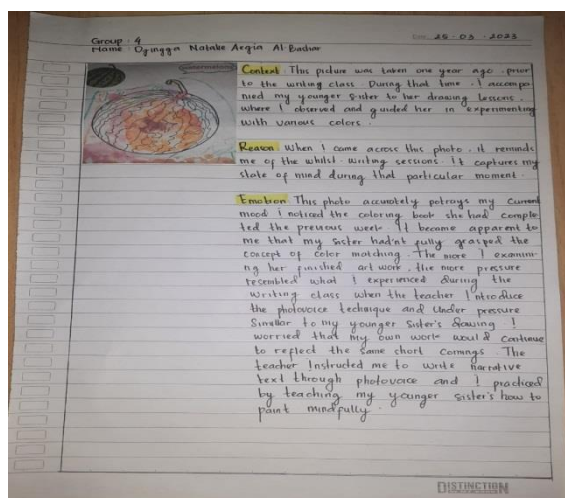 Group : 4
Date 25 - 03 - 2023
Name : Oyingga Natalie Aegia Al-Bashar
Context This picture was taken one year ago prior
to the writing class. During that time. I accompa
nied my younger sister to her drawing lessons.
where I observed and guided her in experimenting
with various colors.
Reason When I came across this photo. it reminds
me of the whilst writing sessions. It captures my
state of mind during that particular moment.
Emotion This photo accurately potrays my current
mood I noticed the coloring book she had comple
ted the previous week. It became apparent to
me that my sister hadn't fully grasped the
concept of color matching. The more I examini
ng her finished art work, the more pressure
resembled what I experienced during the
writing class when the teacher Introduce
the photovoice technique and under pressure
Simillar to my younger sister's drawing. I
worried that my own work would continue
to reflect the same short comings. The
teacher Instructed me to write narrative
text through photovoice and I practiced
by teaching my younger sister's how to
paint mindfully.
DISTINCTION